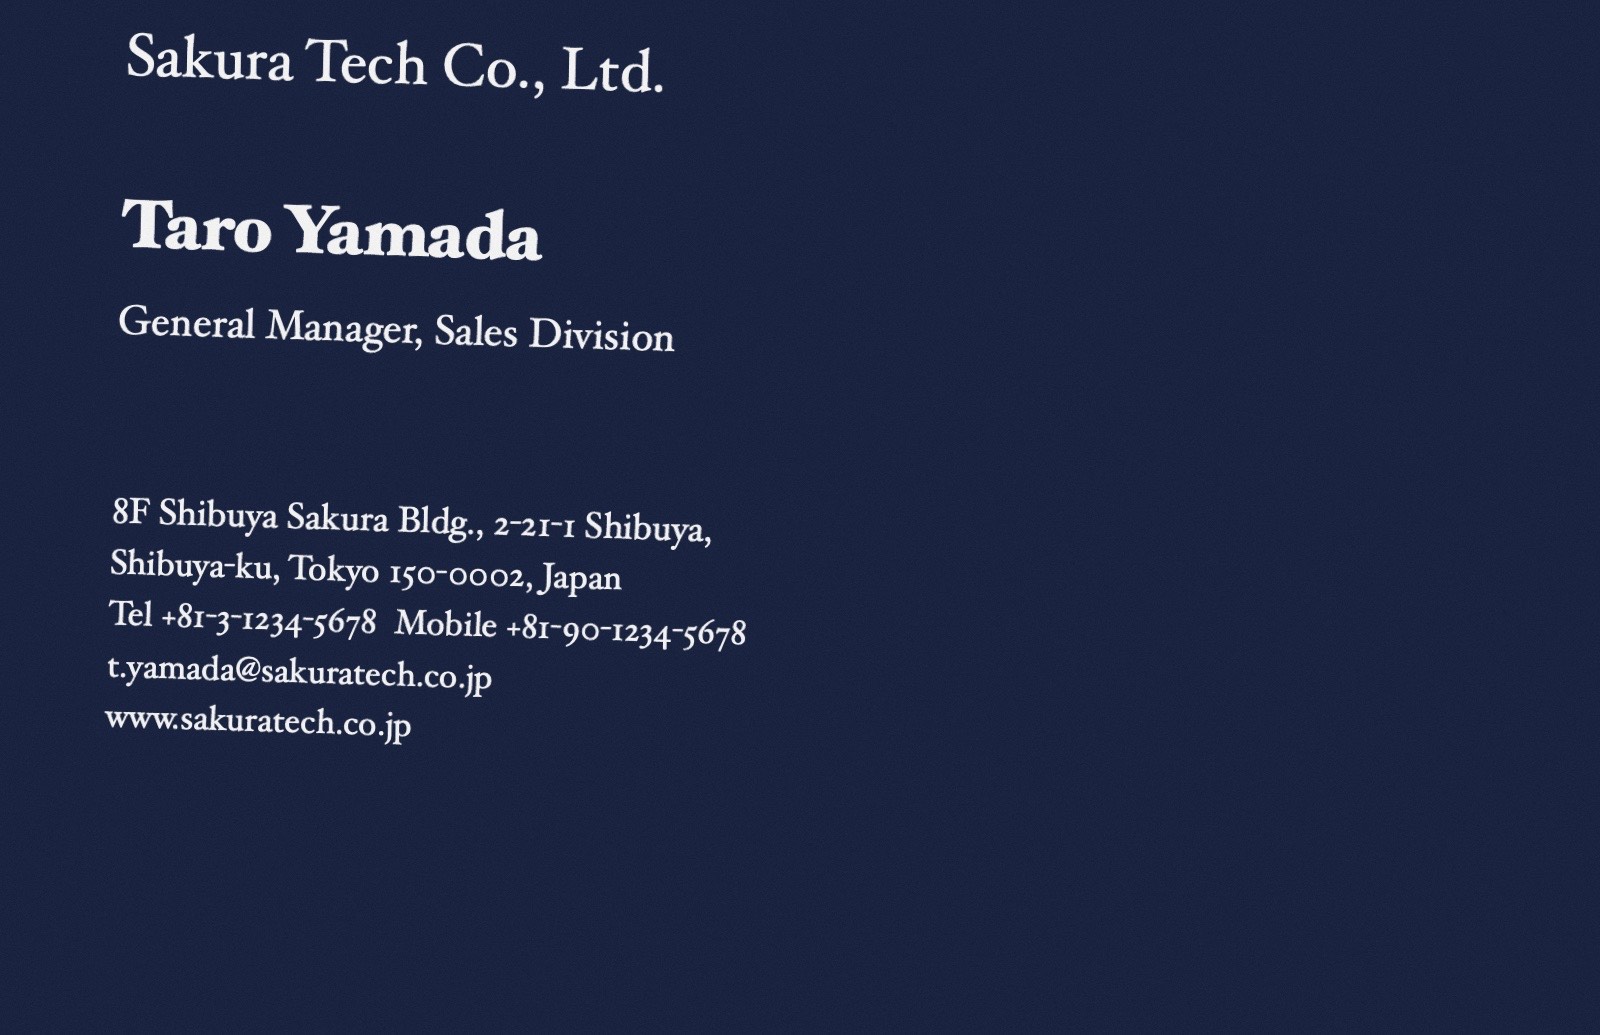 Sakura Tech Co., Ltd.
Taro Yamada
General Manager, Sales Division
8F Shibuya Sakura Bldg., 2-21-1 Shibuya,
Shibuya-ku, Tokyo 150-0002, Japan
Tel +81-3-1234-5678 Mobile +81-90-1234-5678
t.yamada@sakuratech.co.jp
www.sakuratech.co.jp